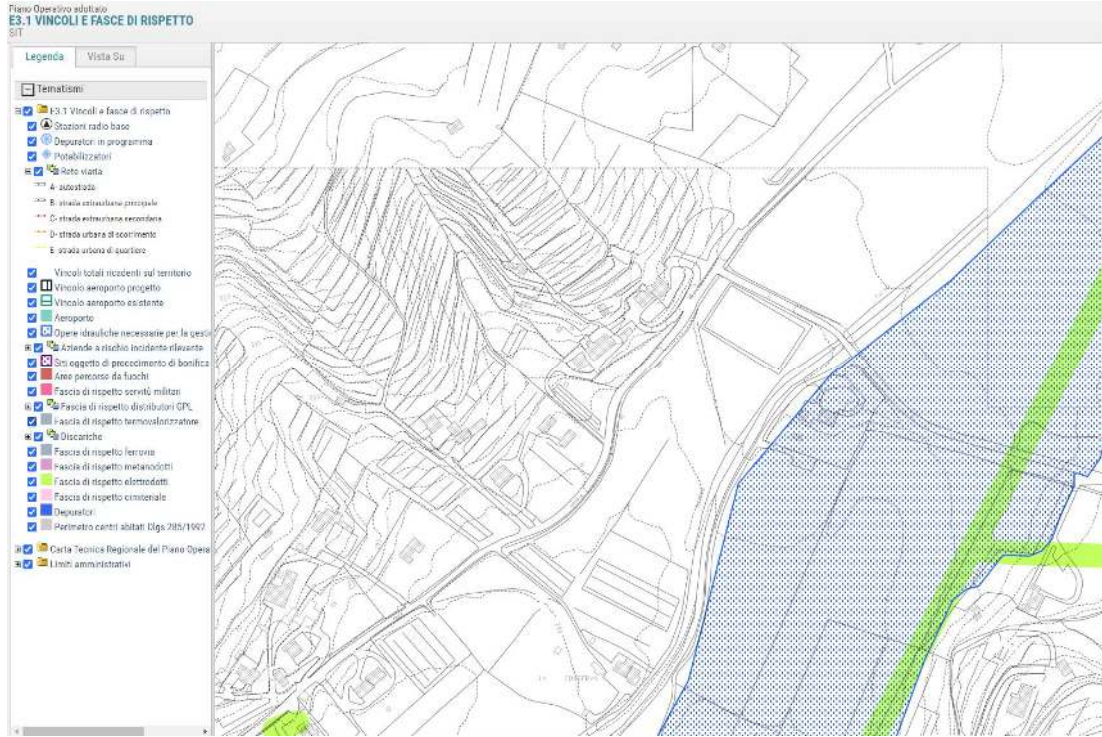 Piano Operativo adottato
E3.1 VINCOLI E FASCE DI RISPETTO
SIT
Legenda
Vista Su
Tematismi
E3.1 Vincoli e fasce di rispetto
Stazioni radio base
Depuratori in programma
Potabilizzatori
Rete viaria
A- autostrada
B- strada extraurbana principale
C- strada extraurbana secondaria
D- strada urbana di scorrimento
E- strada urbana di quartiere
Vincoli totali ricadenti sul territorio
Vincolo aeroporto progetto
Vincolo aeroporto esistente
Aeroporto
Opere idrauliche necessarie per la gesti
Aziende a rischio incidente rilevante
Siti oggetto di procedimento di bonifica
Aree percorse da fuochi
Fascia di rispetto servitù militari
Fascia di rispetto distributori GPL
Fascia di rispetto termovalorizzatore
Discariche
Fascia di rispetto ferrovia
Fascia di rispetto metanodotti
Fascia di rispetto elettrodotti
Fascia di rispetto cimiteriale
Depuratori
Perimetro centri abitati Dlgs 285/1992
Carta Tecnica Regionale del Piano Opera
Limiti amministrativi